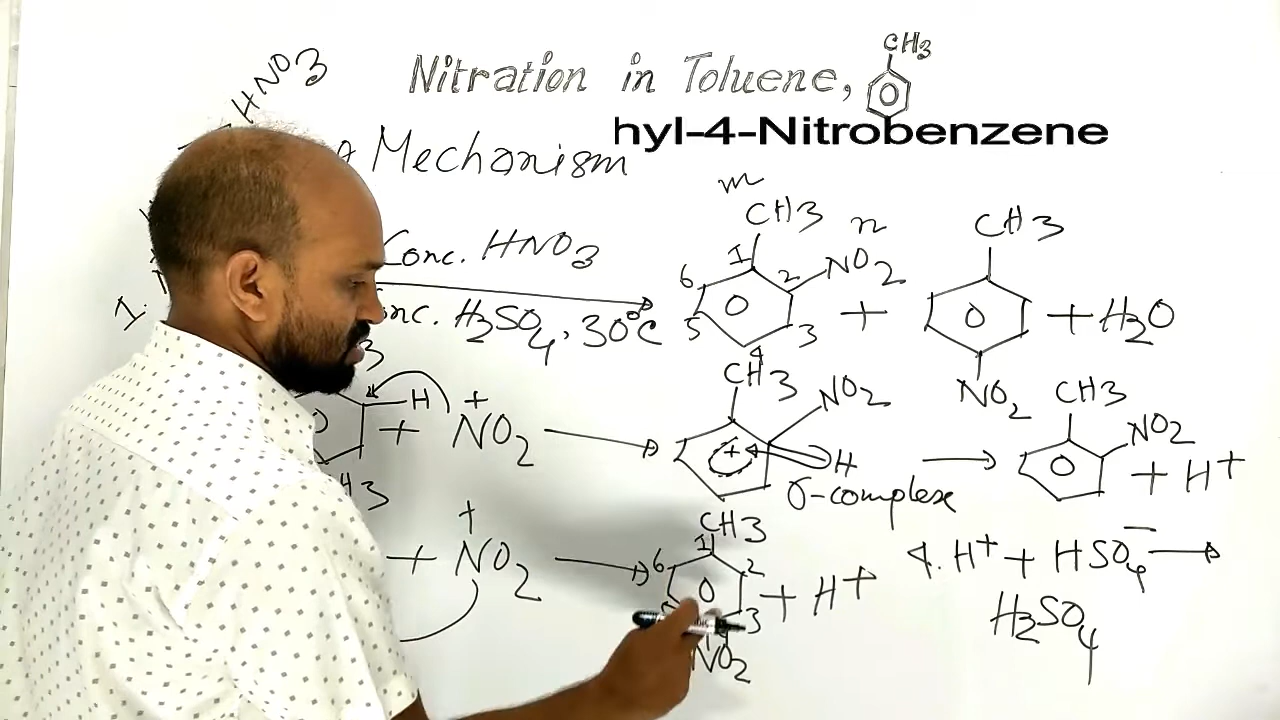 CH3
Nitration in Toluene,
HNO3
hyl-4-Nitrobenzene
Mechanism
m
CH3 n CH3
Conc. HNO3
1
6 2 NO2
+ + H2O
H2SO4, 30°C 5 3
4
NO2
CH3 NO2 CH3
H + NO2 + NO2
+ H + H+
σ-complex
H3
+ NO2 CH3
1
6 2 + H+
3
NO2
4. H+ + HSO4-
H2SO4